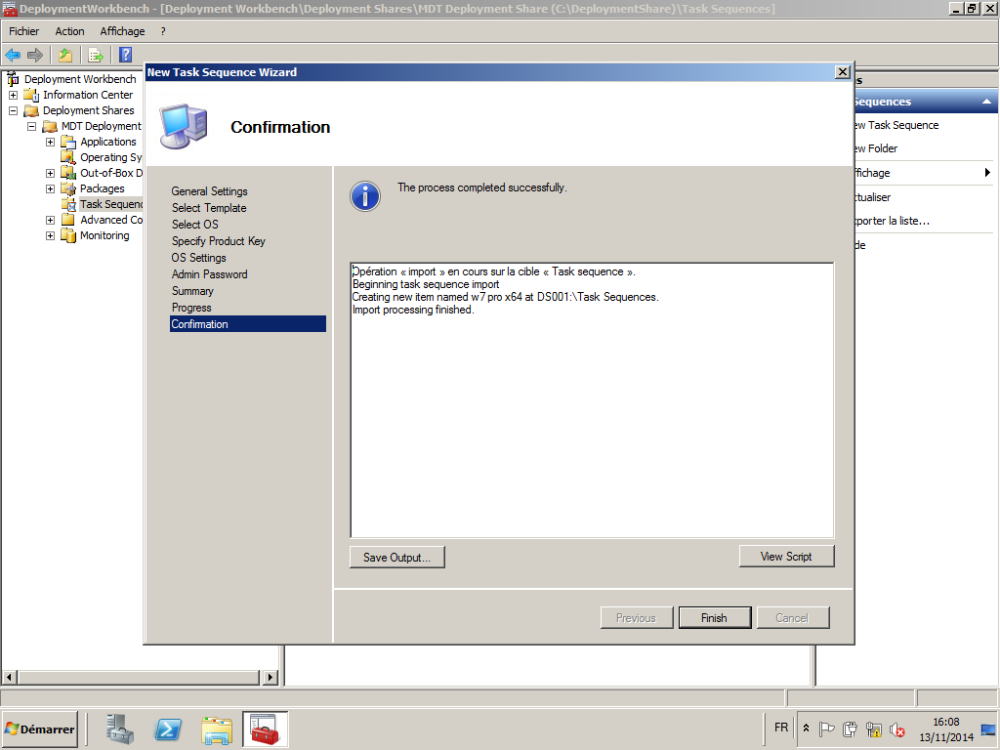 DeploymentWorkbench - [Deployment Workbench\Deployment Shares\MDT Deployment Share (C:\DeploymentShare)\Task Sequences]
Fichier Action Affichage ?
Deployment Workbench
Information Center
Deployment Shares
MDT Deployment
Applications
Operating Sy
Out-of-Box D
Packages
Task Sequenc
Advanced Co
Monitoring
New Task Sequence Wizard
Confirmation
General Settings
Select Template
Select OS
Specify Product Key
OS Settings
Admin Password
Summary
Progress
Confirmation
The process completed successfully.
Opération « import » en cours sur la cible « Task sequence ».
Beginning task sequence import
Creating new item named w7 pro x64 at DS001:\Task Sequences.
Import processing finished.
Save Output...
View Script
Previous
Finish
Cancel
s
Sequences
ew Task Sequence
ew Folder
ffichage
ctualiser
xporter la liste...
de
Démarrer
FR
16:08
13/11/2014